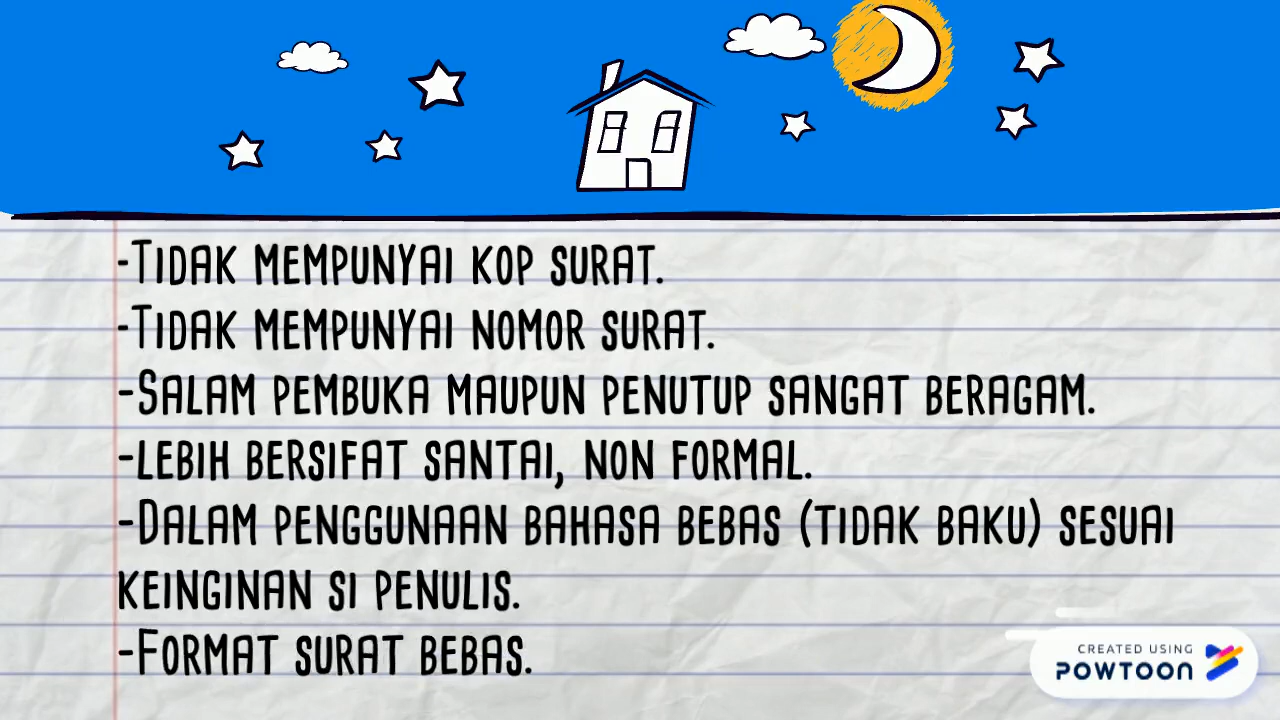 -Tidak mempunyai kop surat.
-Tidak mempunyai nomor surat.
-Salam pembuka maupun penutup sangat beragam.
-lebih bersifat santai, non formal.
-Dalam penggunaan bahasa bebas (tidak baku) sesuai
keinginan si penulis.
-Format surat bebas.
CREATED USING
POWTOON